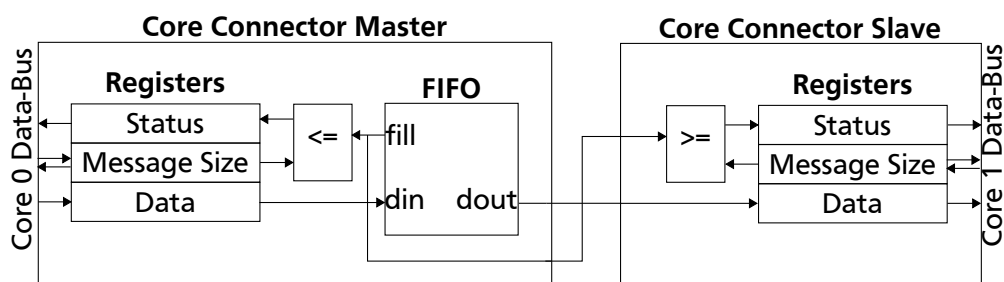 Core Connector Master
Core Connector Slave
Core 0 Data-Bus
Registers
Status
Message Size
Data
<=
FIFO
fill
din dout
>=
Registers
Status
Message Size
Data
Core 1 Data-Bus